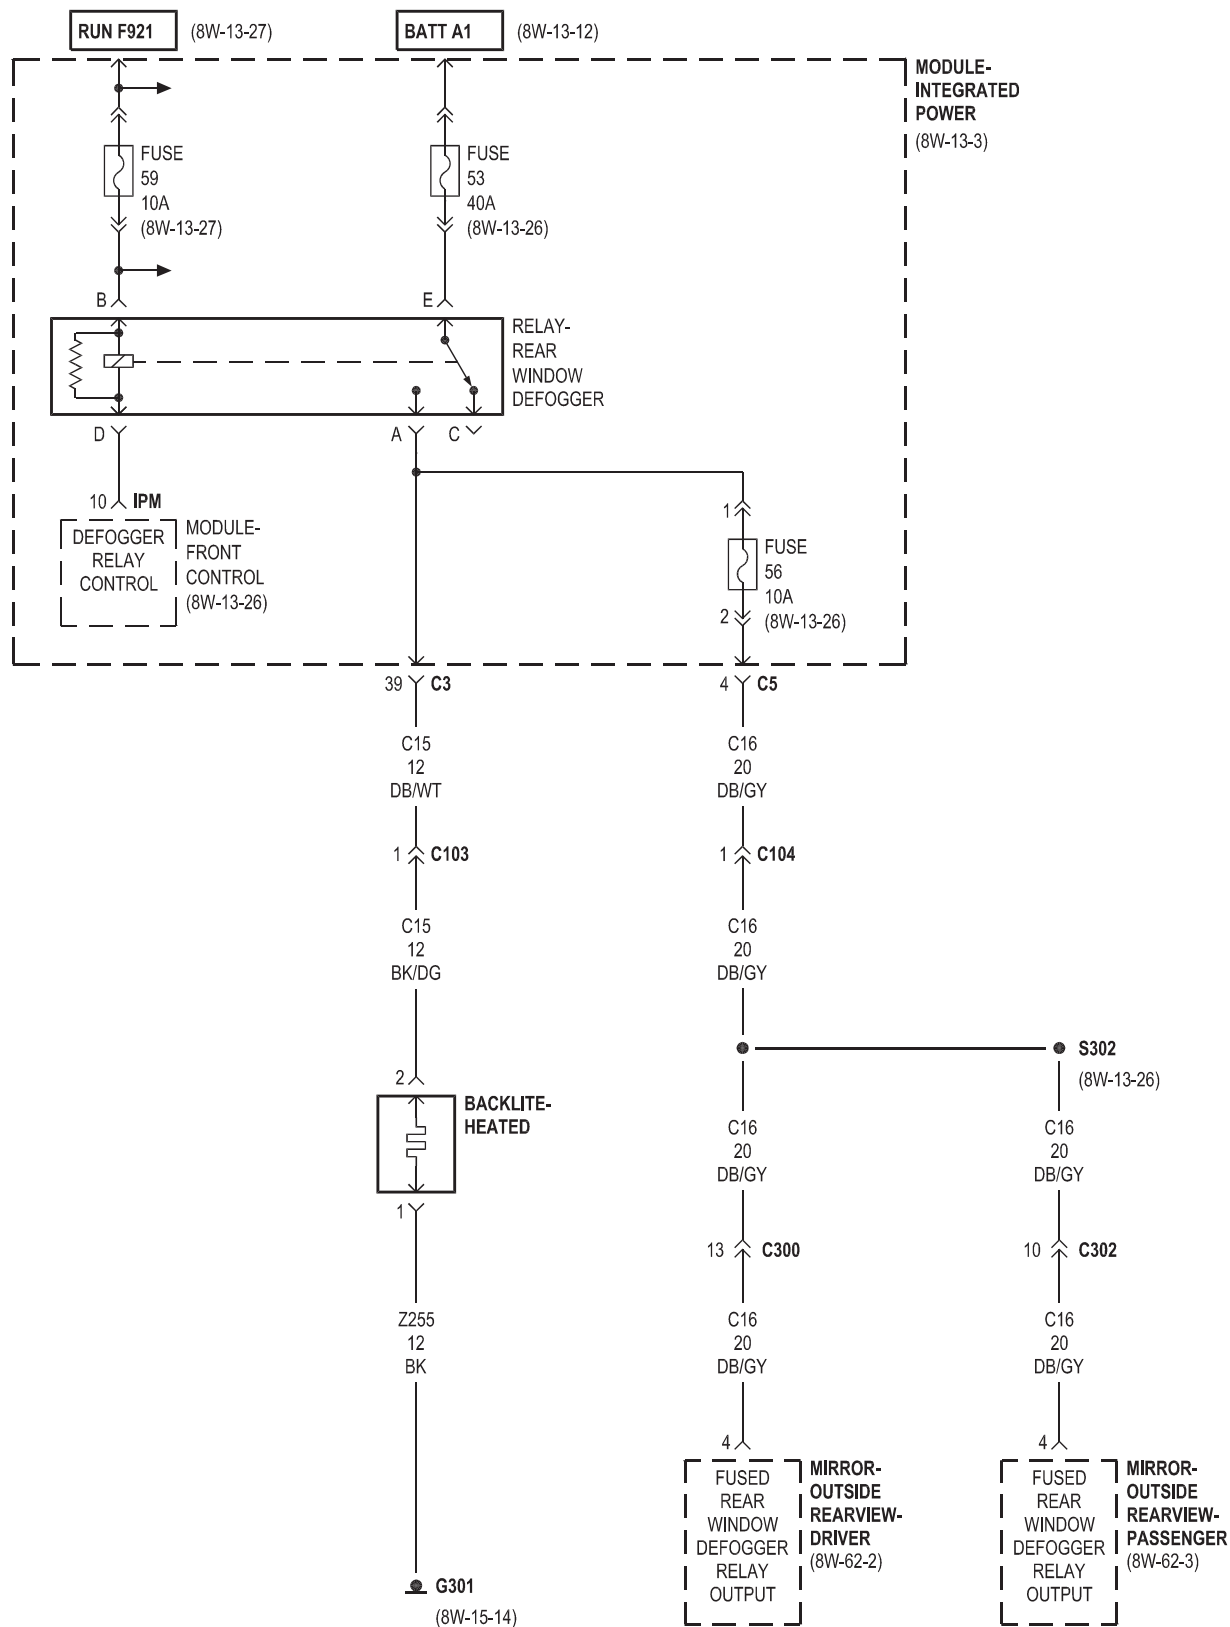 RUN F921 (8W-13-27)
BATT A1 (8W-13-12)
MODULE-
INTEGRATED
POWER
(8W-13-3)
FUSE
59
10A
(8W-13-27)
FUSE
53
40A
(8W-13-26)
B
E
RELAY-
REAR
WINDOW
DEFOGGER
D
A
C
10 IPM
DEFOGGER
RELAY
CONTROL
MODULE-
FRONT
CONTROL
(8W-13-26)
1
FUSE
56
10A
(8W-13-26)
2
39 C3
4 C5
C15
12
DB/WT
C16
20
DB/GY
1 C103
1 C104
C15
12
BK/DG
C16
20
DB/GY
S302
(8W-13-26)
2
BACKLITE-
HEATED
1
C16
20
DB/GY
C16
20
DB/GY
13 C300
10 C302
Z255
12
BK
C16
20
DB/GY
C16
20
DB/GY
4
4
FUSED
REAR
WINDOW
DEFOGGER
RELAY
OUTPUT
MIRROR-
OUTSIDE
REARVIEW-
DRIVER
(8W-62-2)
FUSED
REAR
WINDOW
DEFOGGER
RELAY
OUTPUT
MIRROR-
OUTSIDE
REARVIEW-
PASSENGER
(8W-62-3)
G301
(8W-15-14)